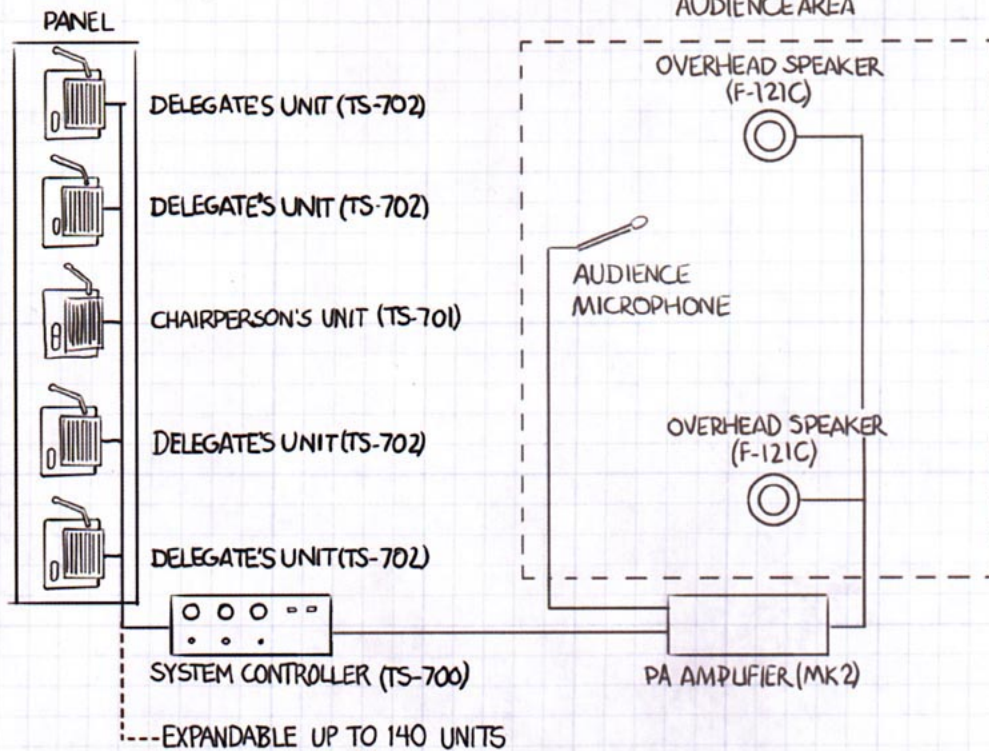 PANEL
DELEGATE'S UNIT (TS-702)
DELEGATE'S UNIT (TS-702)
CHAIRPERSON'S UNIT (TS-701)
DELEGATE'S UNIT (TS-702)
DELEGATE'S UNIT (TS-702)
SYSTEM CONTROLLER (TS-700)
EXPANDABLE UP TO 140 UNITS
AUDIENCE AREA
OVERHEAD SPEAKER
(F-121C)
AUDIENCE
MICROPHONE
OVERHEAD SPEAKER
(F-121C)
PA AMPLIFIER (MK2)